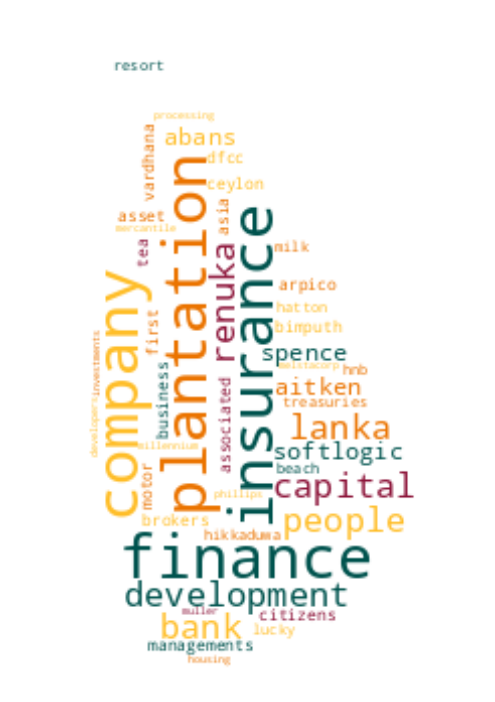 resort
processing
abans
vardhana
dfcc
plantation
ceylon
asset
asia
insurance
mercantile
tea
renuka
milk
company
arpico
first
hatton
bimputh
investments
business
spence
melstacorp
hnb
associated
aitken
treasuries
developers
lanka
millennium
softlogic
motor
beach
capital
phillips
brokers
people
hikkaduwa
finance
development
muller
citizens
bank
lucky
managements
housing